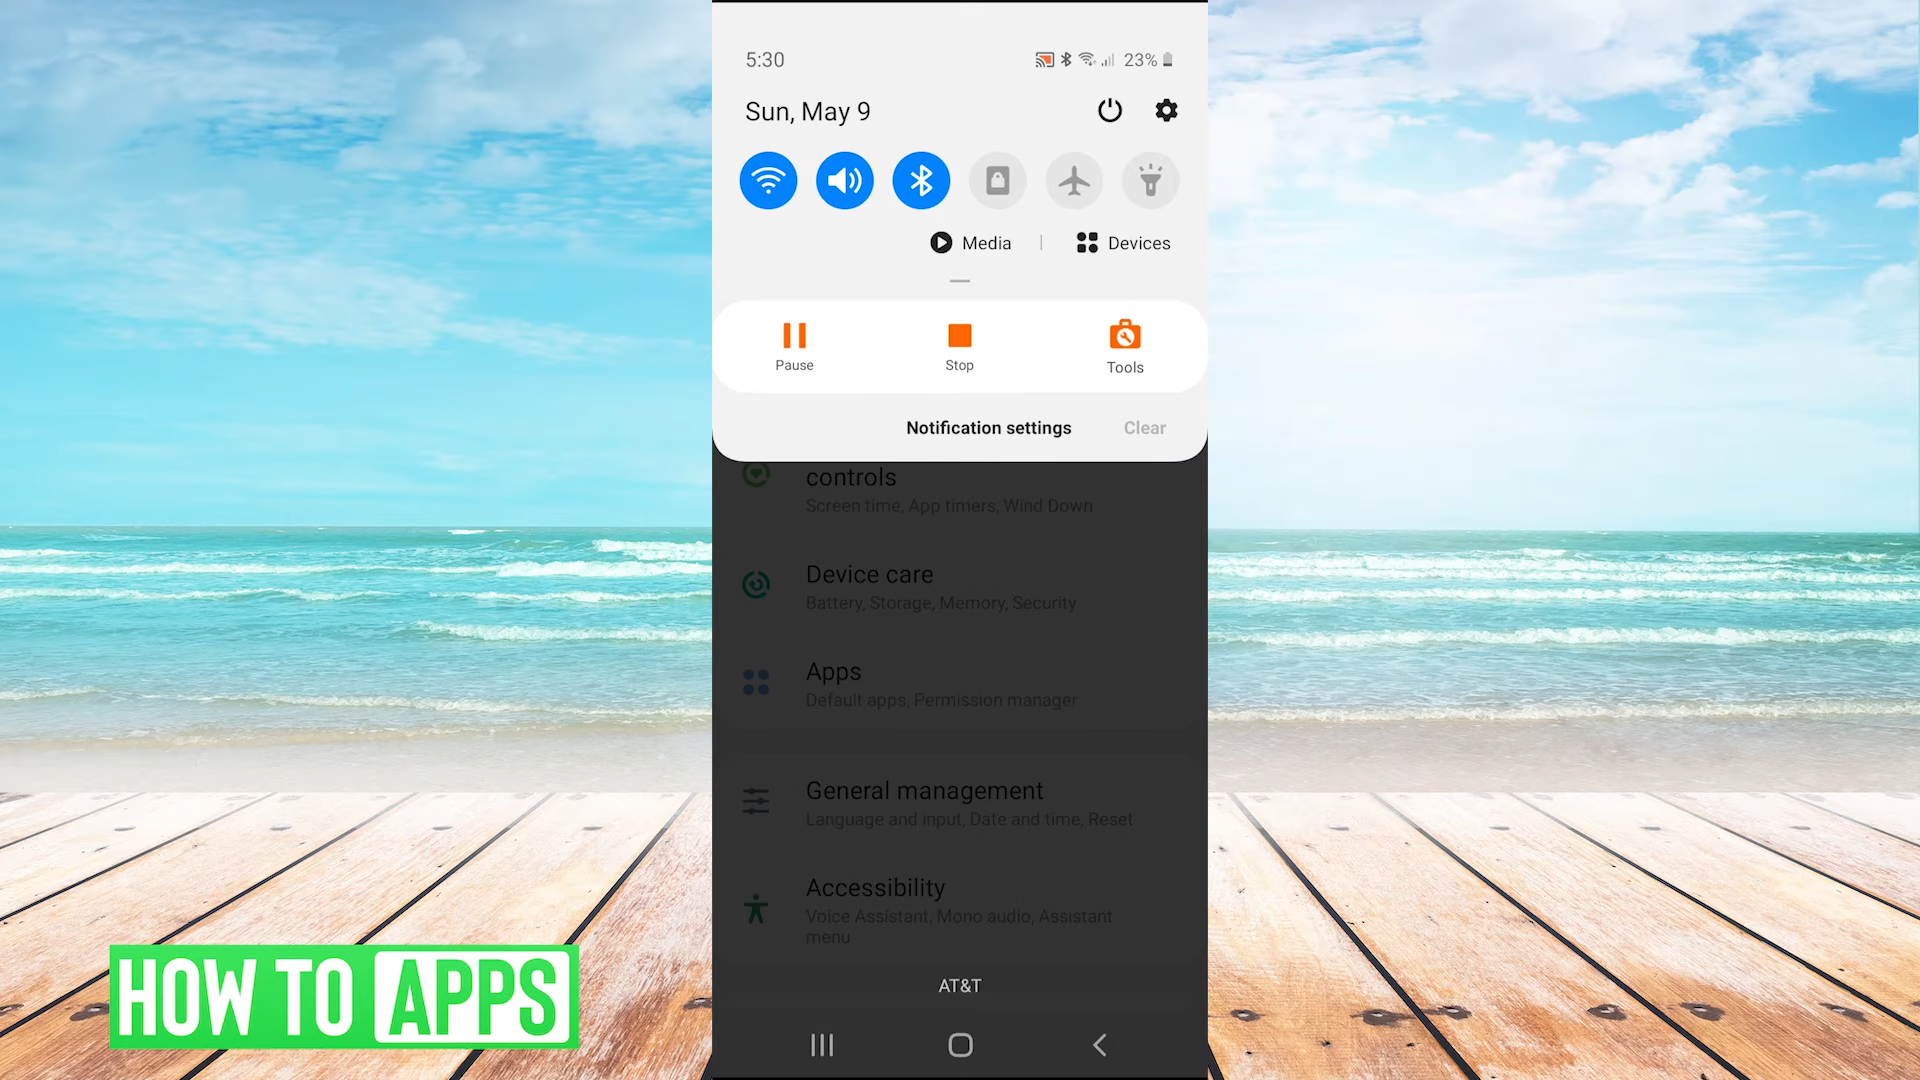 5:30
23%
Sun, May 9
Media
Devices
Pause
Stop
Tools
Notification settings
Clear
controls
Screen time, App timers, Wind Down
Device care
Battery, Storage, Memory, Security
Apps
Default apps, Permission manager
General management
Language and input, Date and time, Reset
Accessibility
Voice Assistant, Mono audio, Assistant
menu
AT&T
HOW TO APPS